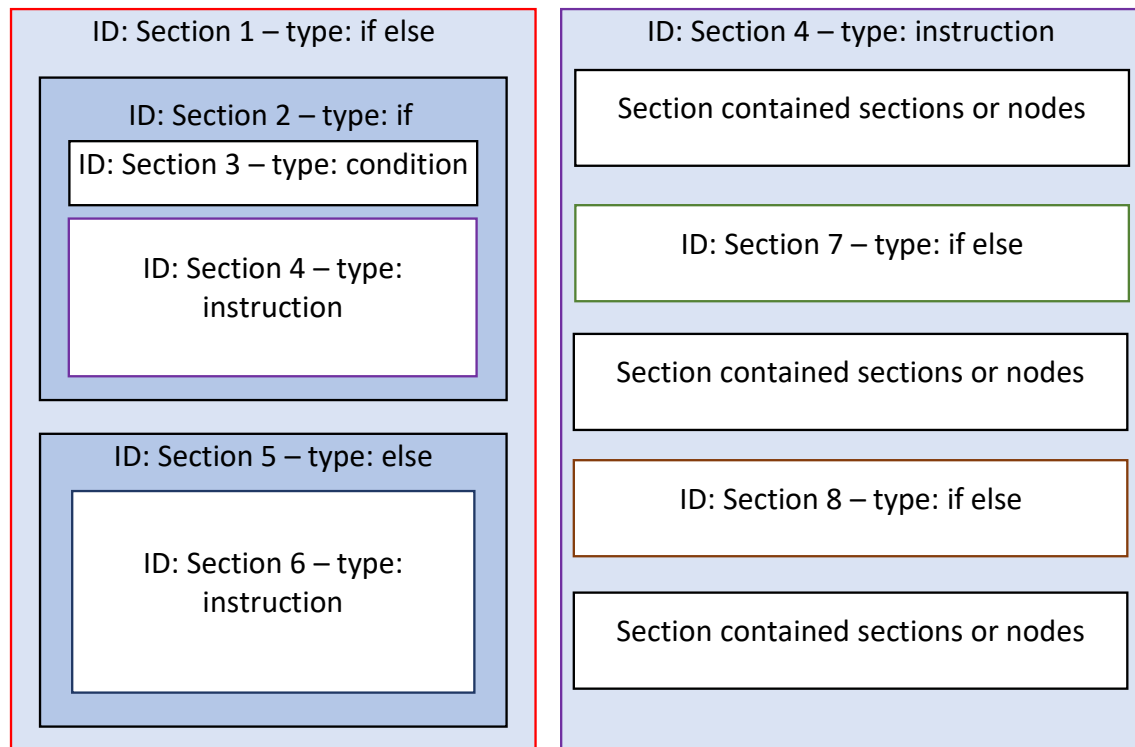 ID: Section 1 – type: if else
ID: Section 2 – type: if
ID: Section 3 – type: condition
ID: Section 4 – type:
instruction
ID: Section 5 – type: else
ID: Section 6 – type:
instruction
ID: Section 4 – type: instruction
Section contained sections or nodes
ID: Section 7 – type: if else
Section contained sections or nodes
ID: Section 8 – type: if else
Section contained sections or nodes